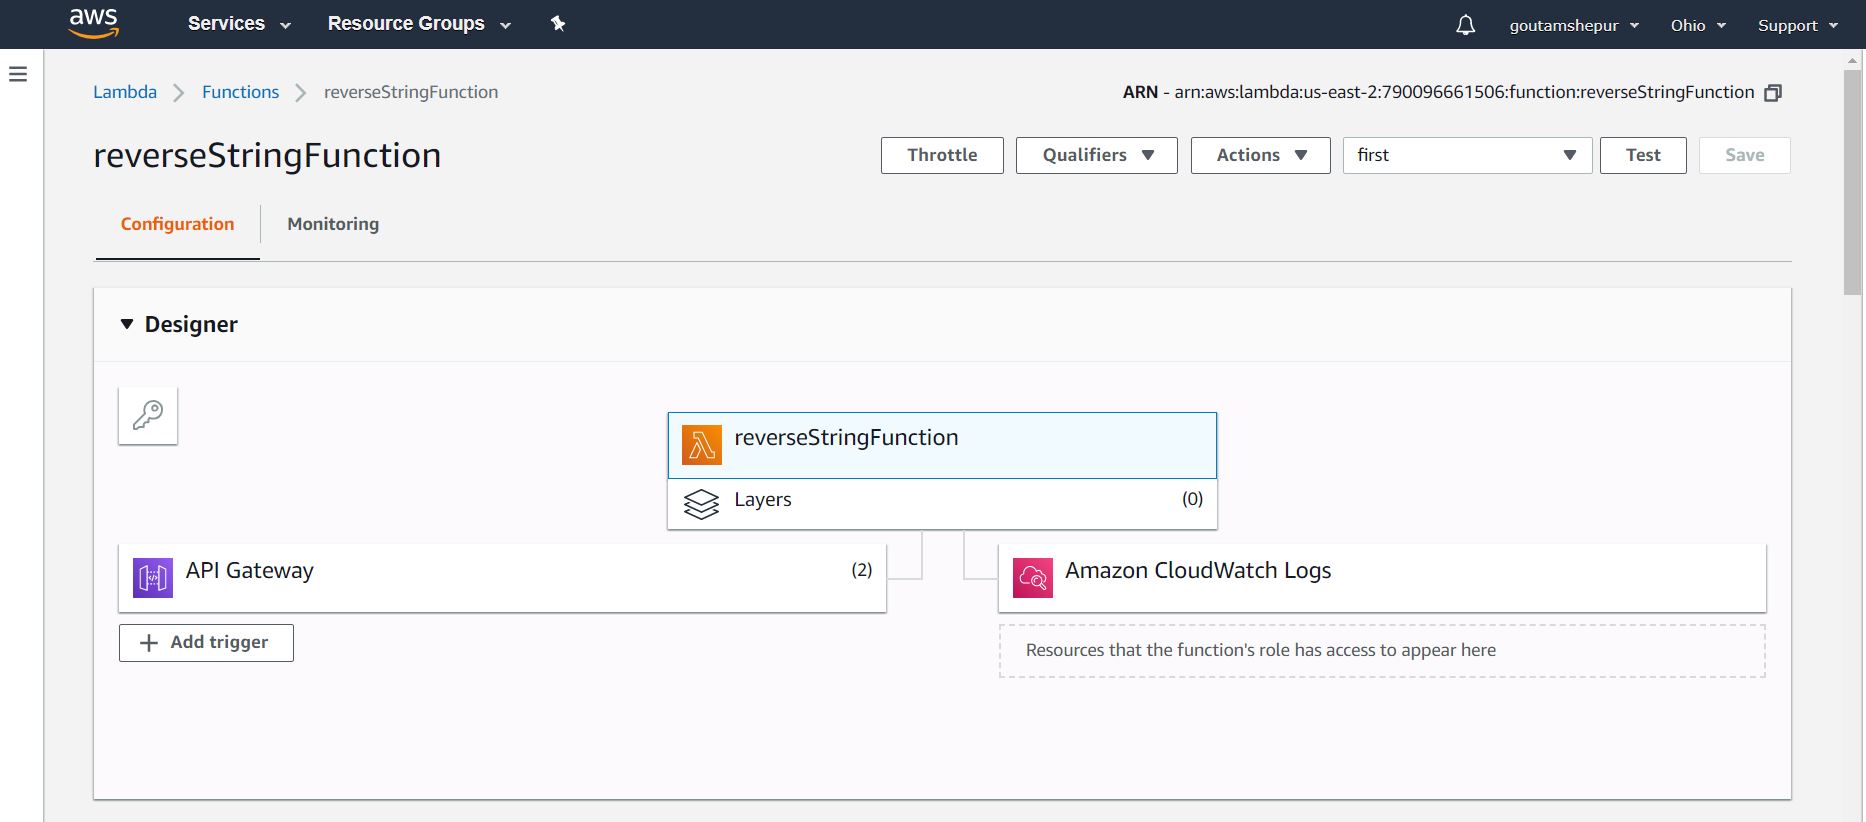 aws Services Resource Groups goutamshepur Ohio Support
Lambda Functions reverseStringFunction ARN - arn:aws:lambda:us-east-2:790096661506:function:reverseStringFunction
reverseStringFunction Throttle Qualifiers Actions first Test Save
Configuration Monitoring
Designer
reverseStringFunction
Layers (0)
API Gateway (2) Amazon CloudWatch Logs
Add trigger
Resources that the function's role has access to appear here